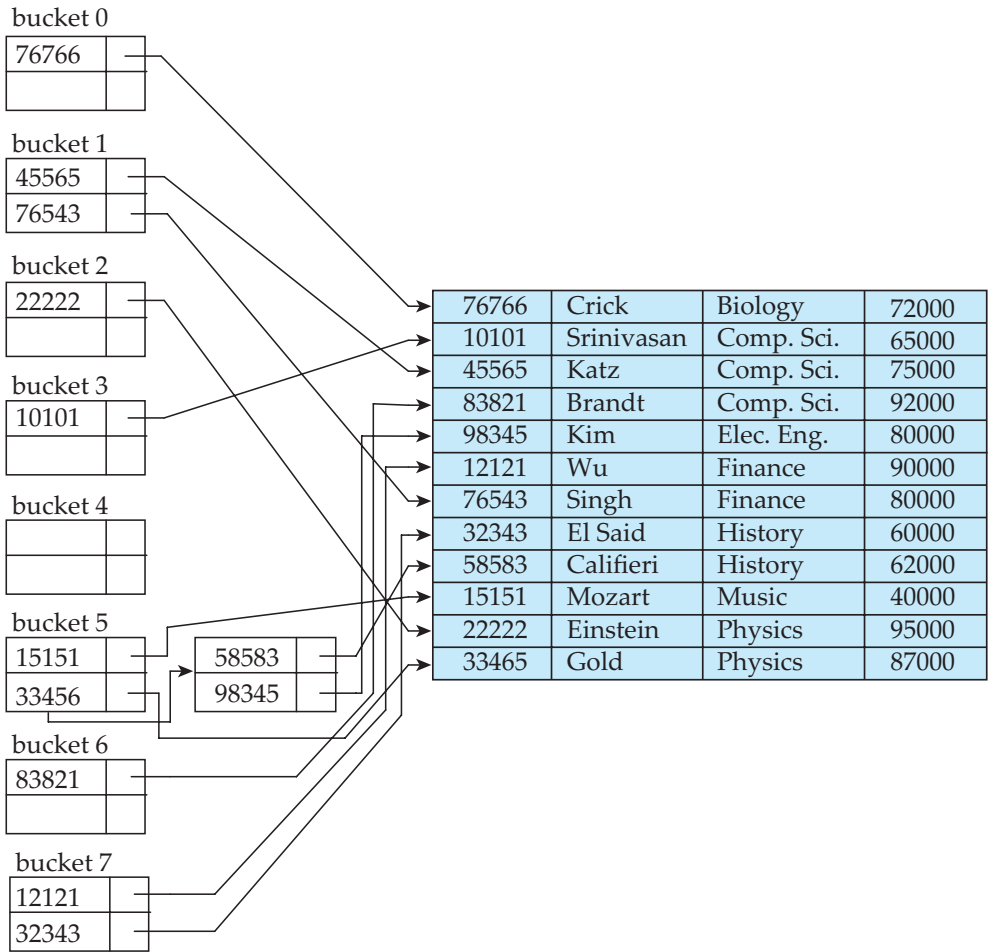 bucket 0
76766
bucket 1
45565
76543
bucket 2
22222
bucket 3
10101
bucket 4
bucket 5
15151
33456
58583
98345
bucket 6
83821
bucket 7
12121
32343
76766 Crick Biology 72000
10101 Srinivasan Comp. Sci. 65000
45565 Katz Comp. Sci. 75000
83821 Brandt Comp. Sci. 92000
98345 Kim Elec. Eng. 80000
12121 Wu Finance 90000
76543 Singh Finance 80000
32343 El Said History 60000
58583 Califieri History 62000
15151 Mozart Music 40000
22222 Einstein Physics 95000
33465 Gold Physics 87000